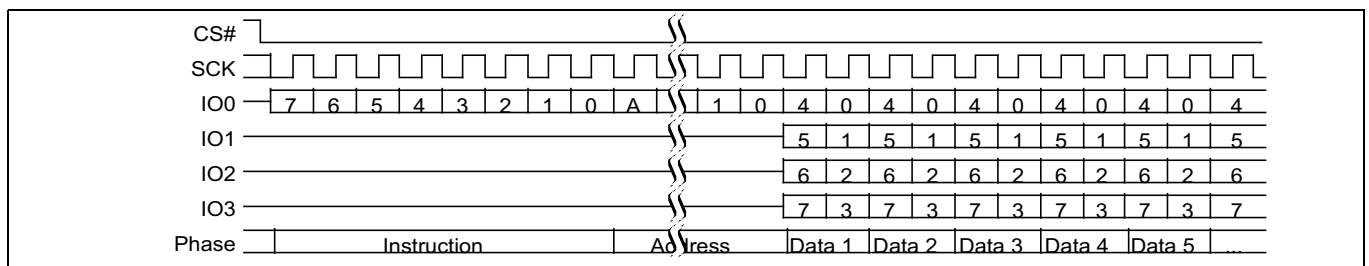 CS#
SCK
IO0 7 6 5 4 3 2 1 0 A 1 0 4 0 4 0 4 0 4 0 4 0 4
IO1 5 1 5 1 5 1 5 1 5 1 5
IO2 6 2 6 2 6 2 6 2 6 2 6
IO3 7 3 7 3 7 3 7 3 7 3 7
Phase Instruction Address Data 1 Data 2 Data 3 Data 4 Data 5 ...